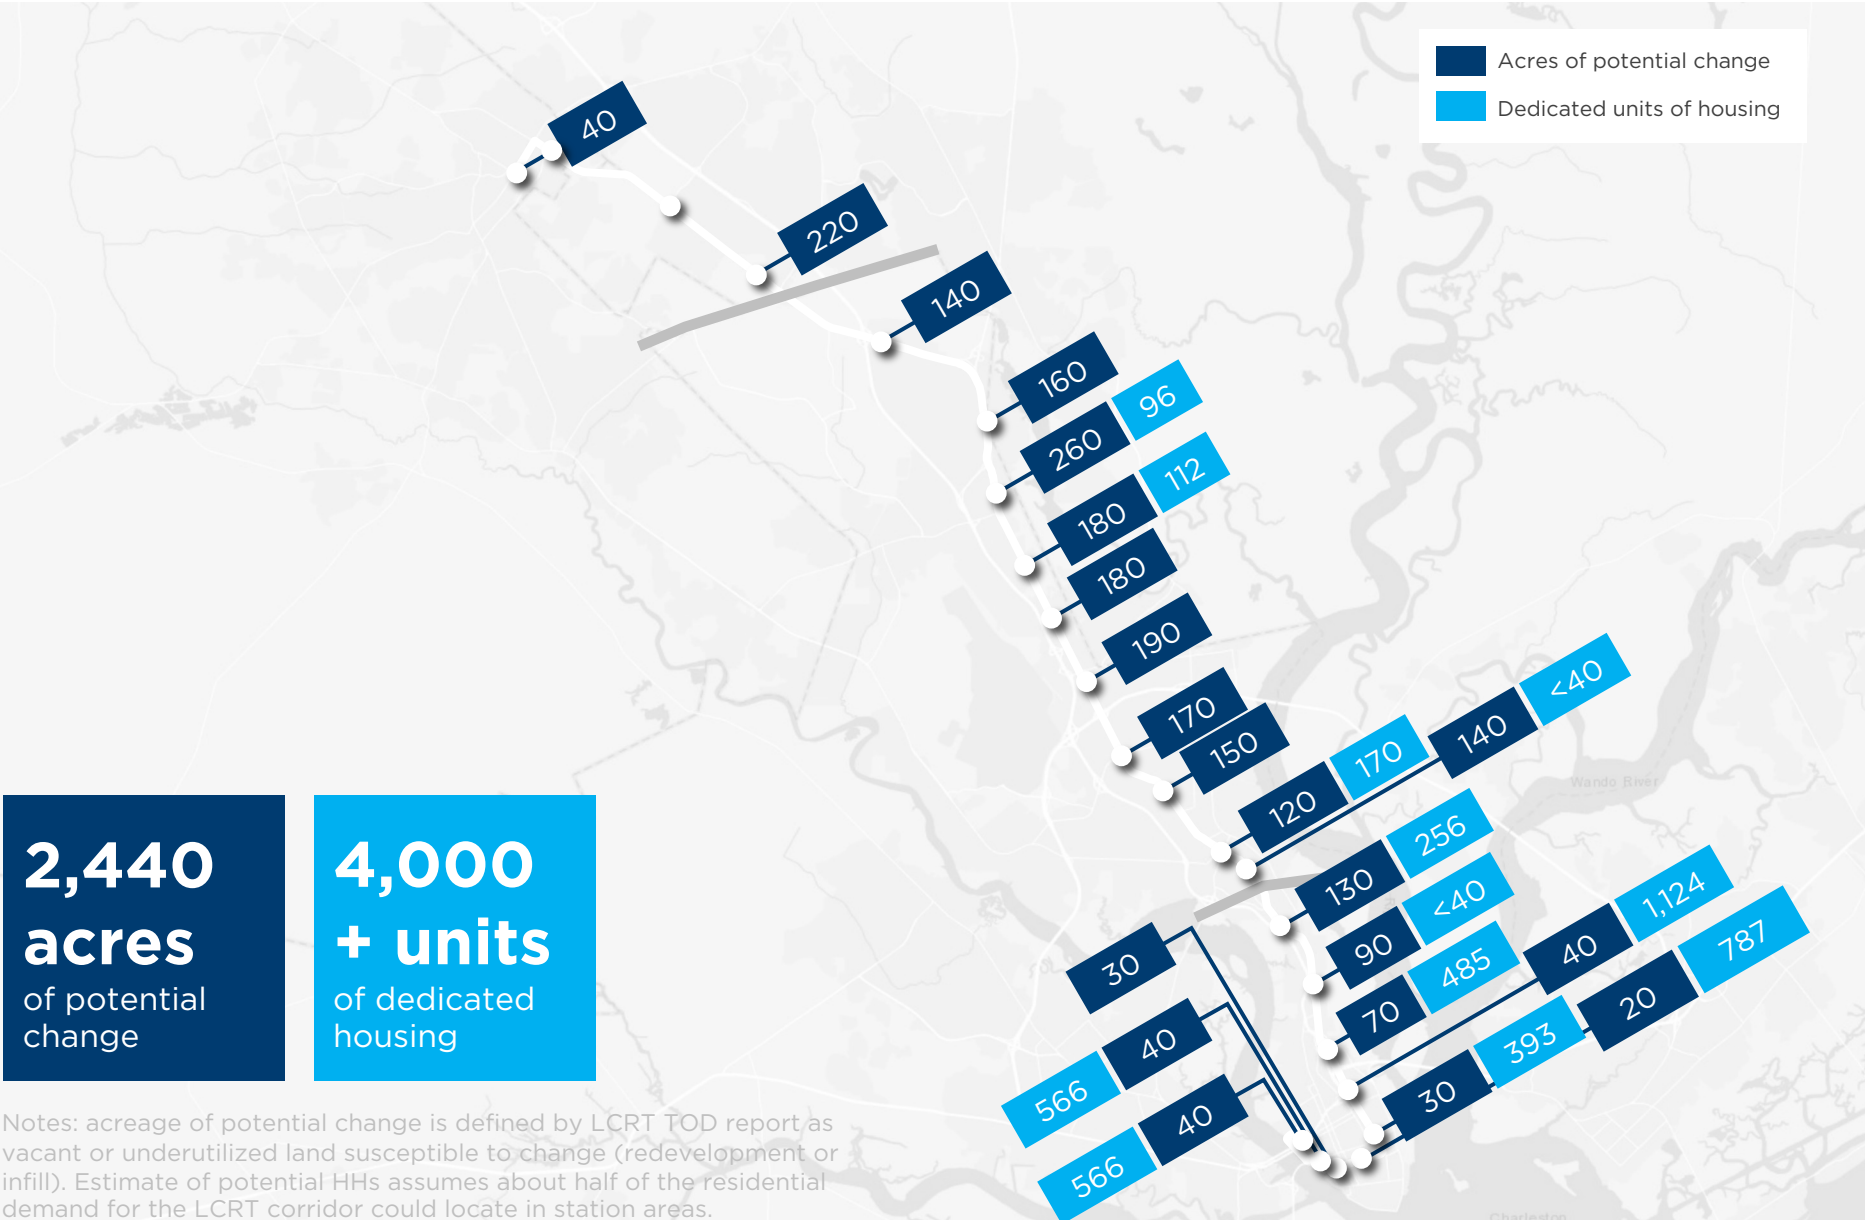 Acres of potential change
Dedicated units of housing
40
220
140
160
260
96
180
112
180
190
170
150
120
170
140
<40
130
256
90
<40
70
485
40
1,124
20
787
30
393
30
40
566
40
566
Wando River
Charleston
2,440
acres
of potential
change
4,000
+ units
of dedicated
housing
Notes: acreage of potential change is defined by LCRT TOD report as
vacant or underutilized land susceptible to change (redevelopment or
infill). Estimate of potential HHs assumes about half of the residential
demand for the LCRT corridor could locate in station areas.